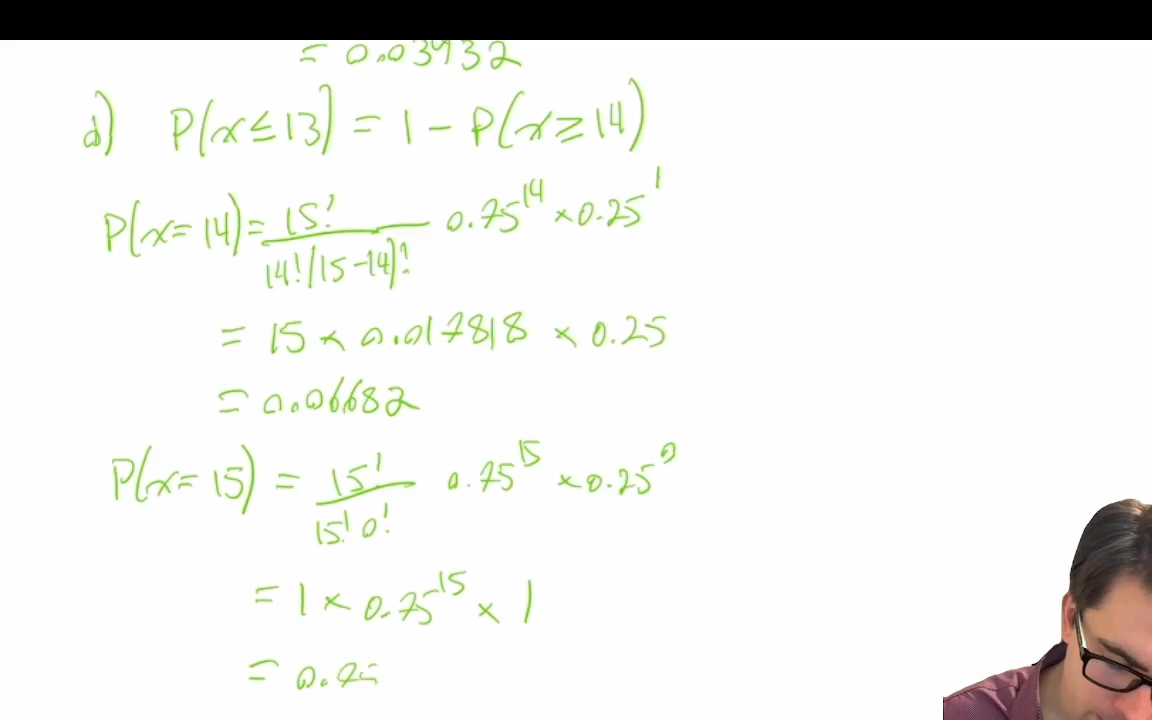 = 0.03932
d) P(x≤13) = 1 - P(x≥14)
P(x=14) = 15! / 14!(15-14)! 0.75^14 × 0.25^1
= 15 × 0.017818 × 0.25
= 0.06682
P(x=15) = 15! / 15! 0! 0.75^15 × 0.25^0
= 1 × 0.75^15 × 1
= 0.75